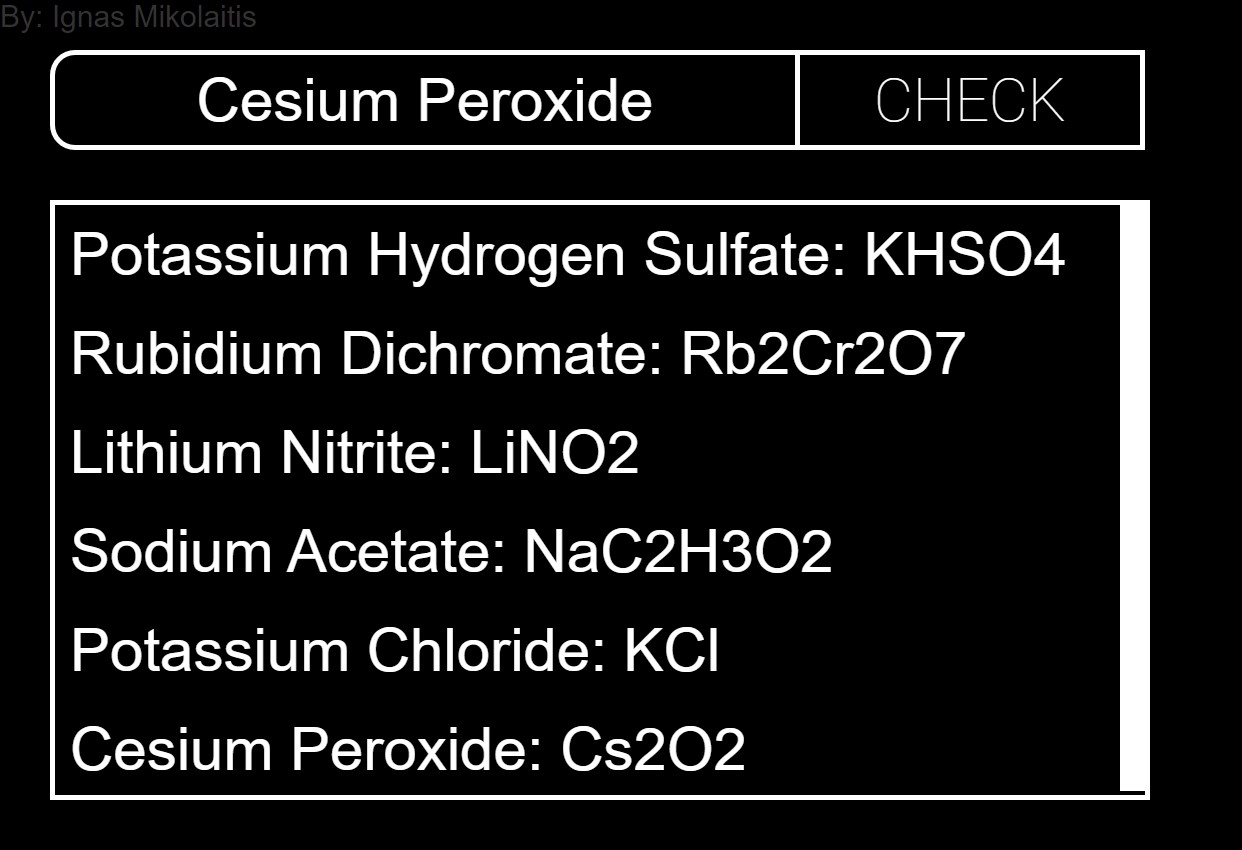 By: Ignas Mikolaitis
Cesium Peroxide
CHECK
Potassium Hydrogen Sulfate: KHSO4
Rubidium Dichromate: Rb2Cr2O7
Lithium Nitrite: LiNO2
Sodium Acetate: NaC2H3O2
Potassium Chloride: KCl
Cesium Peroxide: Cs2O2